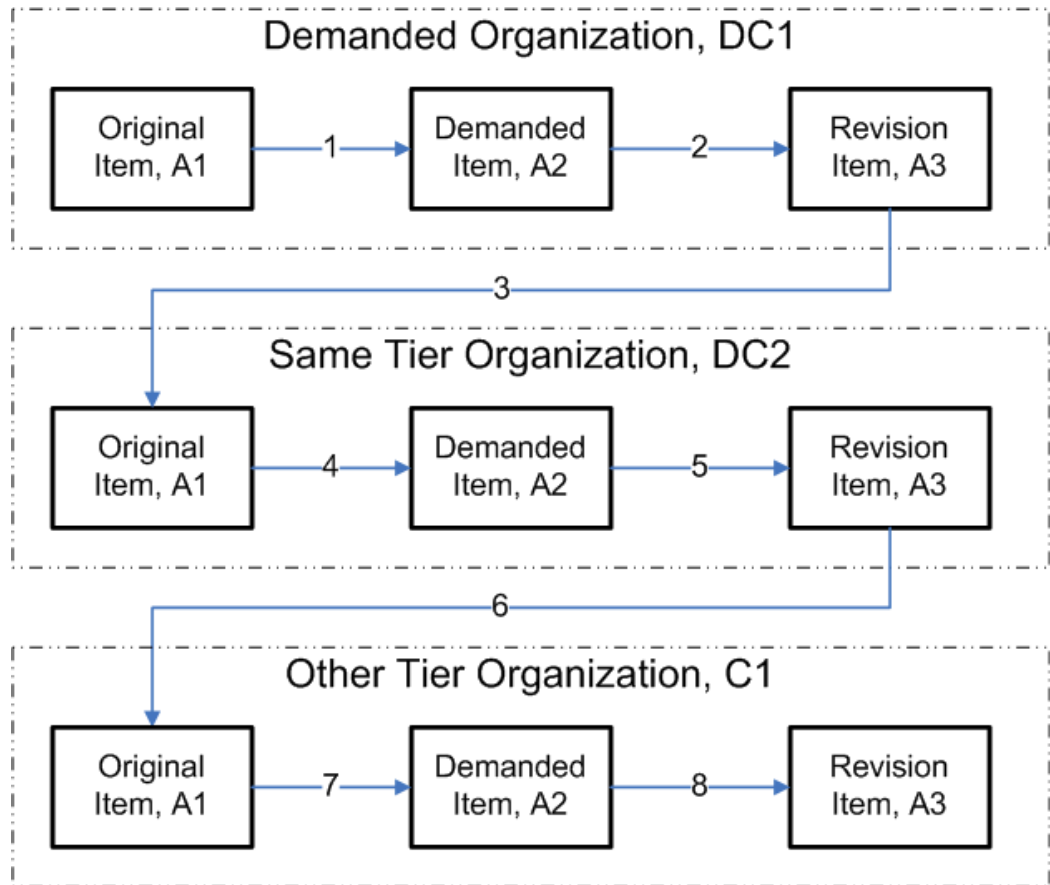 Demanded Organization, DC1
Original
Item, A1
1
Demanded
Item, A2
2
Revision
Item, A3
3
Same Tier Organization, DC2
Original
Item, A1
4
Demanded
Item, A2
5
Revision
Item, A3
6
Other Tier Organization, C1
Original
Item, A1
7
Demanded
Item, A2
8
Revision
Item, A3